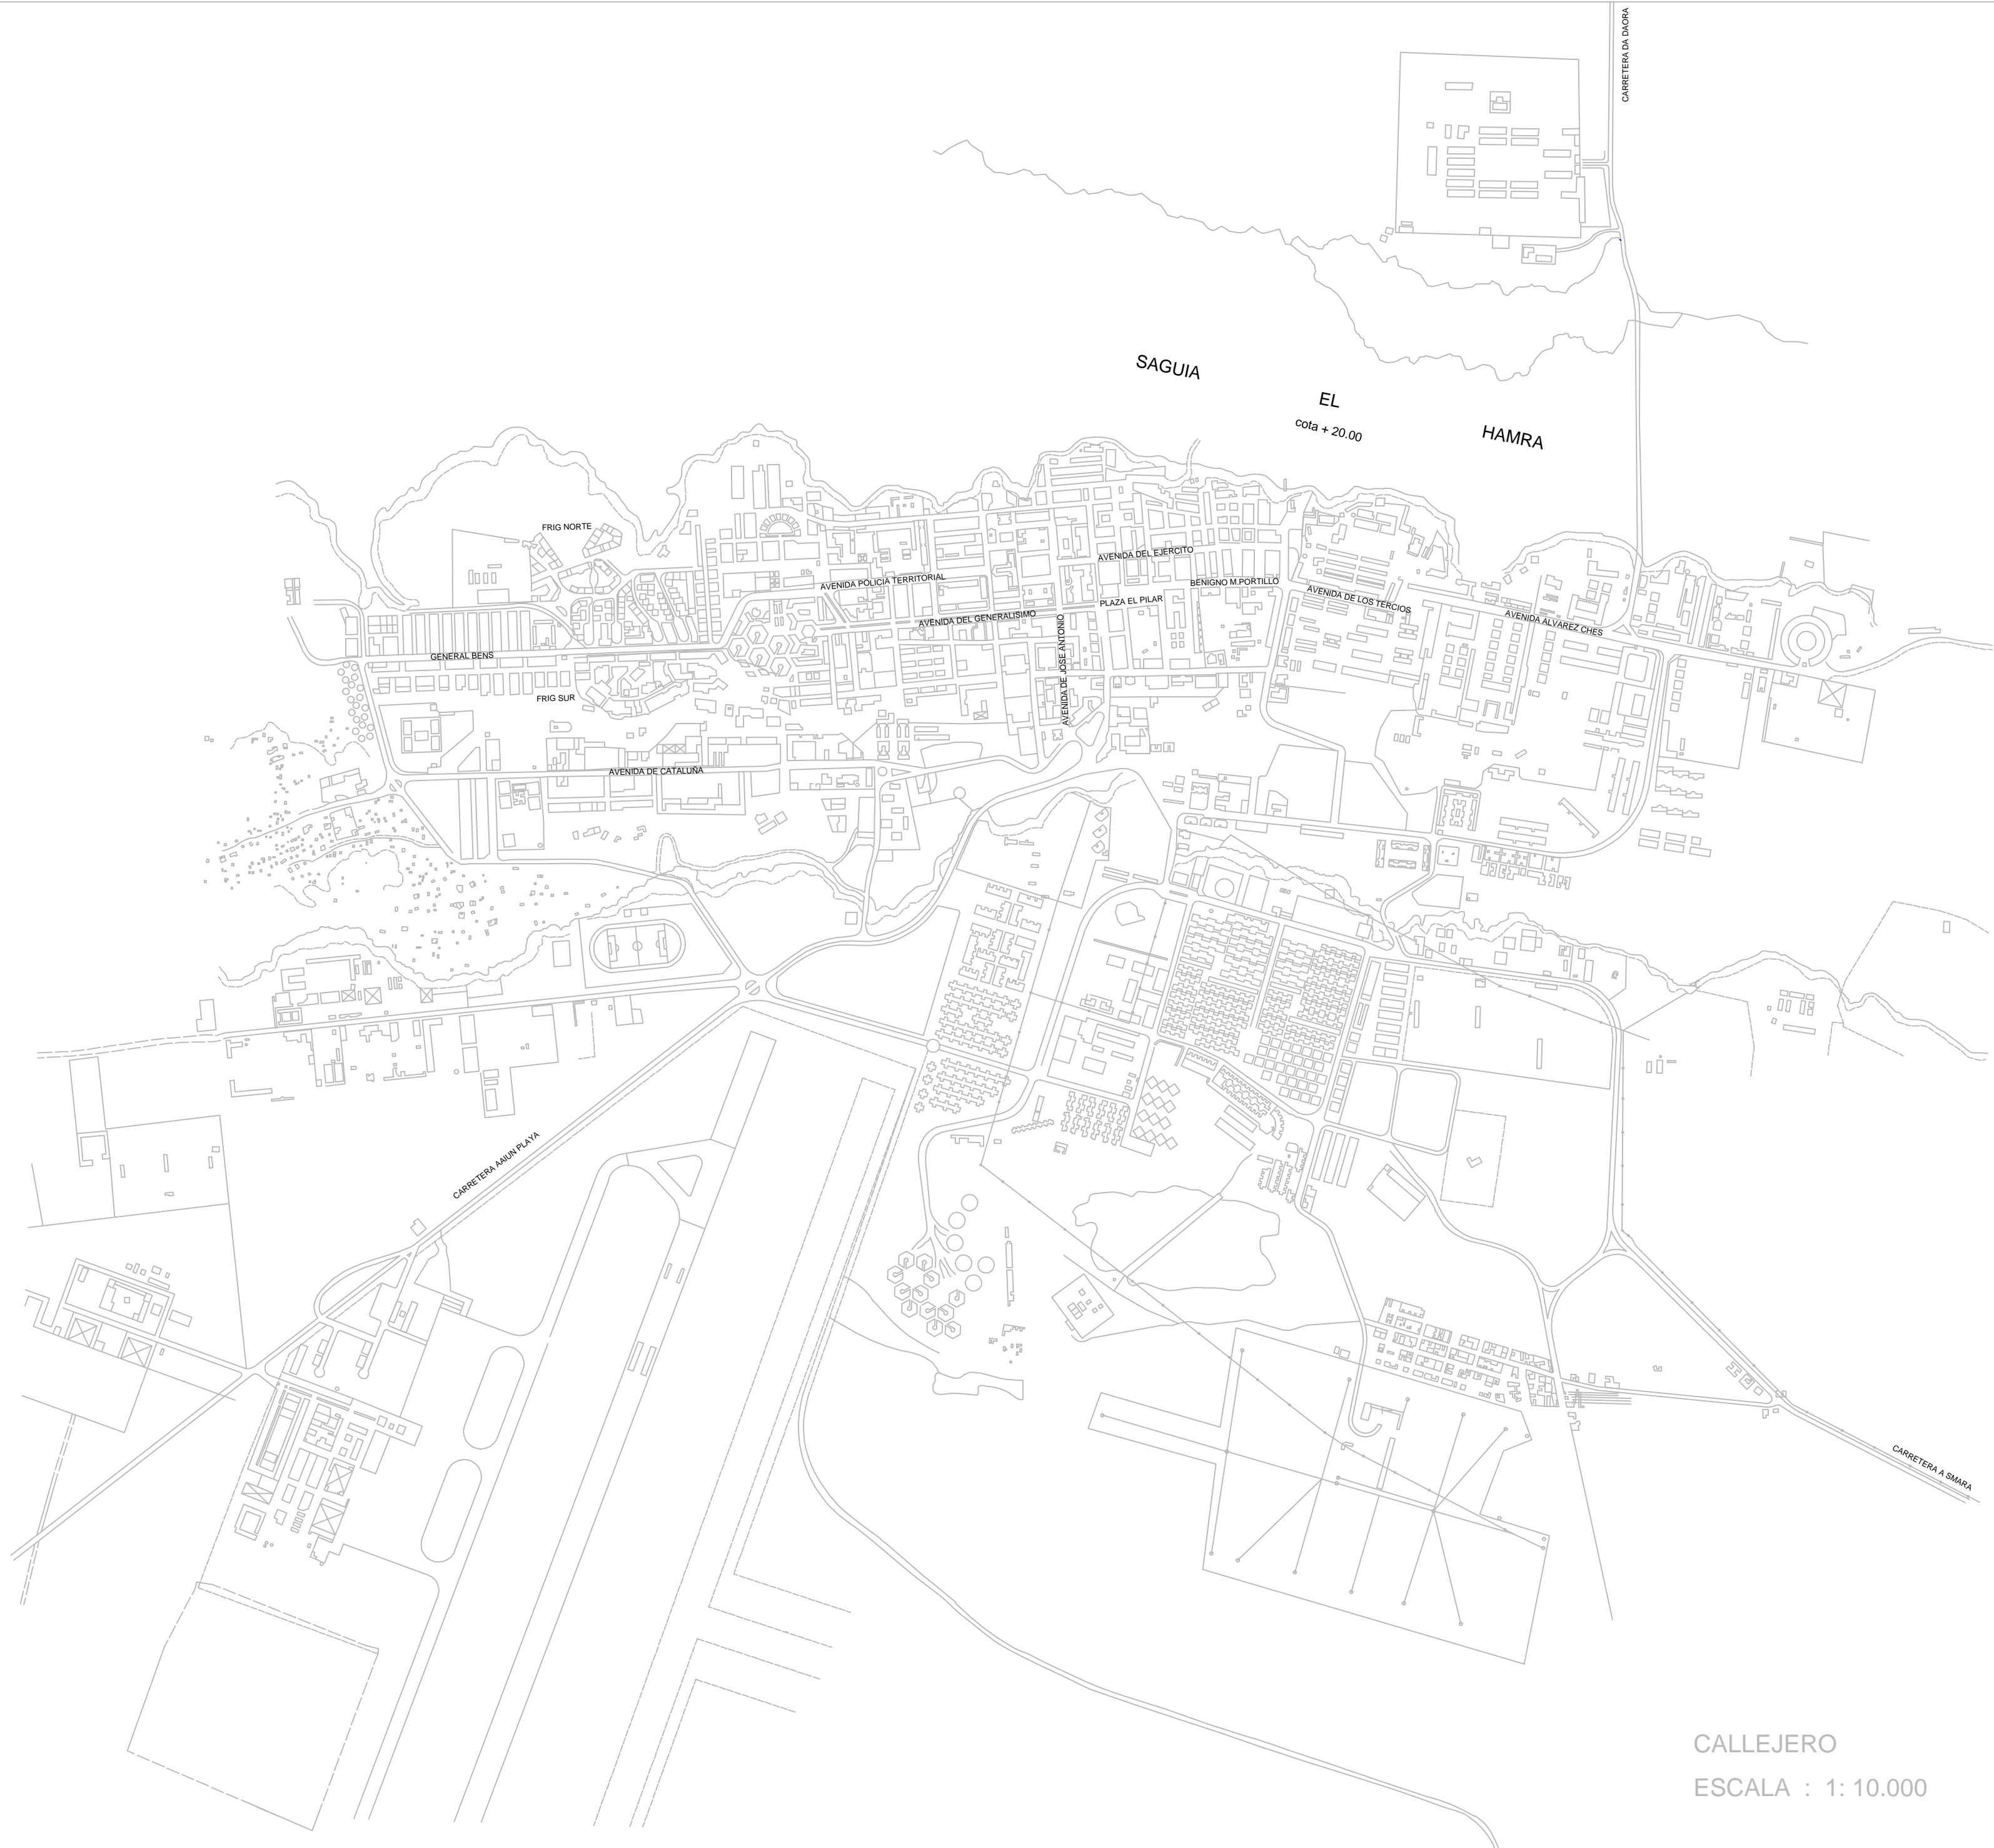 CARRETERA DA DAORA
SAGUIA
EL
cota + 20.00
HAMRA
FRIG NORTE
AVENIDA DEL EJERCITO
AVENIDA POLICIA TERRITORIAL
BENIGNO M.PORTILLO
AVENIDA DE LOS TERCIOS
PLAZA EL PILAR
AVENIDA DEL GENERALISIMO
AVENIDA ALVAREZ CHES
GENERAL BENS
AVENIDA DE JOSE ANTONIO
FRIG SUR
AVENIDA DE CATALUÑA
CARRETERA AAIUN PLAYA
CARRETERA A SMARA
CALLEJERO
ESCALA : 1: 10.000